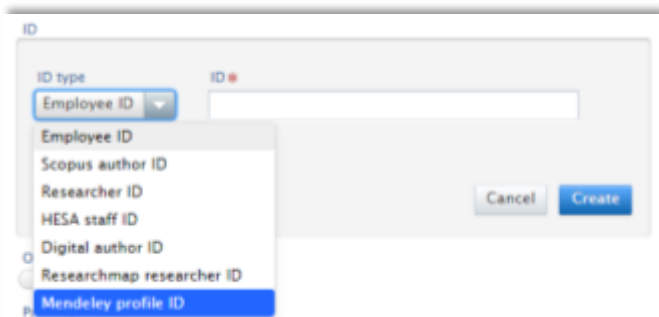 ID
ID type
ID
Employee ID
Employee ID
Scopus author ID
Researcher ID
HESA staff ID
Digital author ID
Researchmap researcher ID
Mendeley profile ID
Cancel
Create